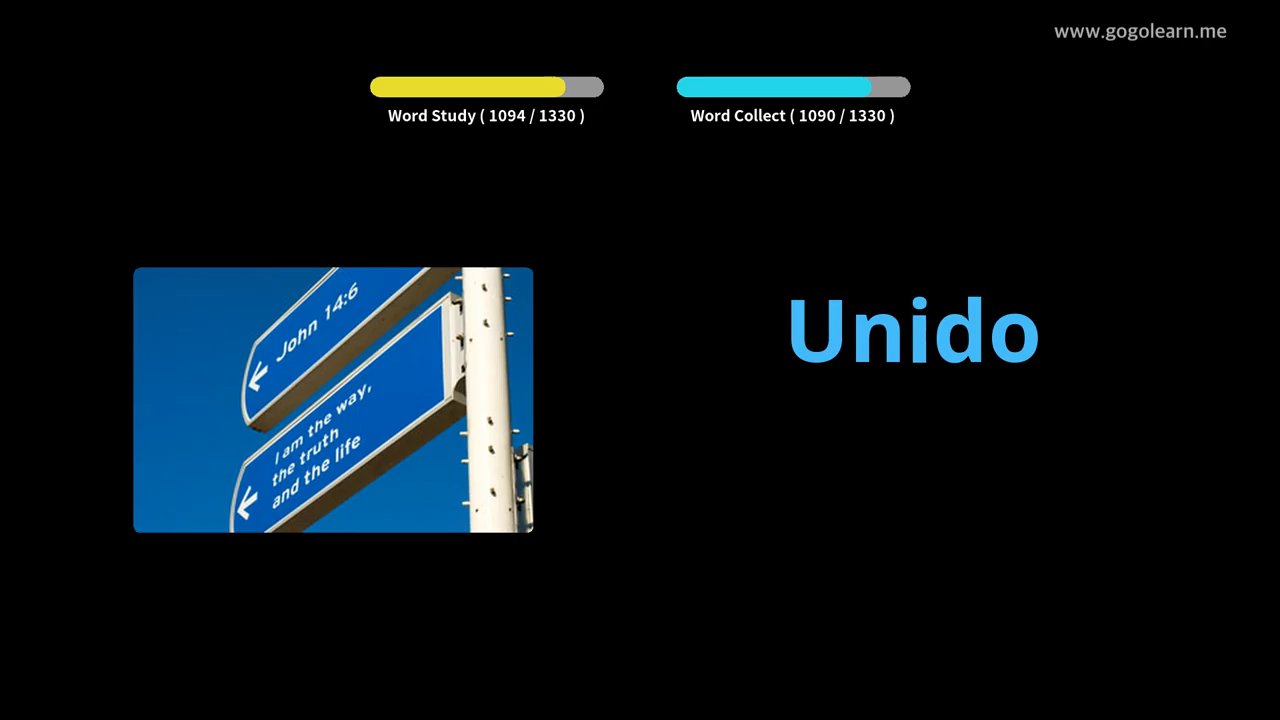 www.gogolearn.me
Word Study ( 1094 / 1330 )
Word Collect ( 1090 / 1330 )
John 14:6
I am the way,
the truth
and the life
Unido